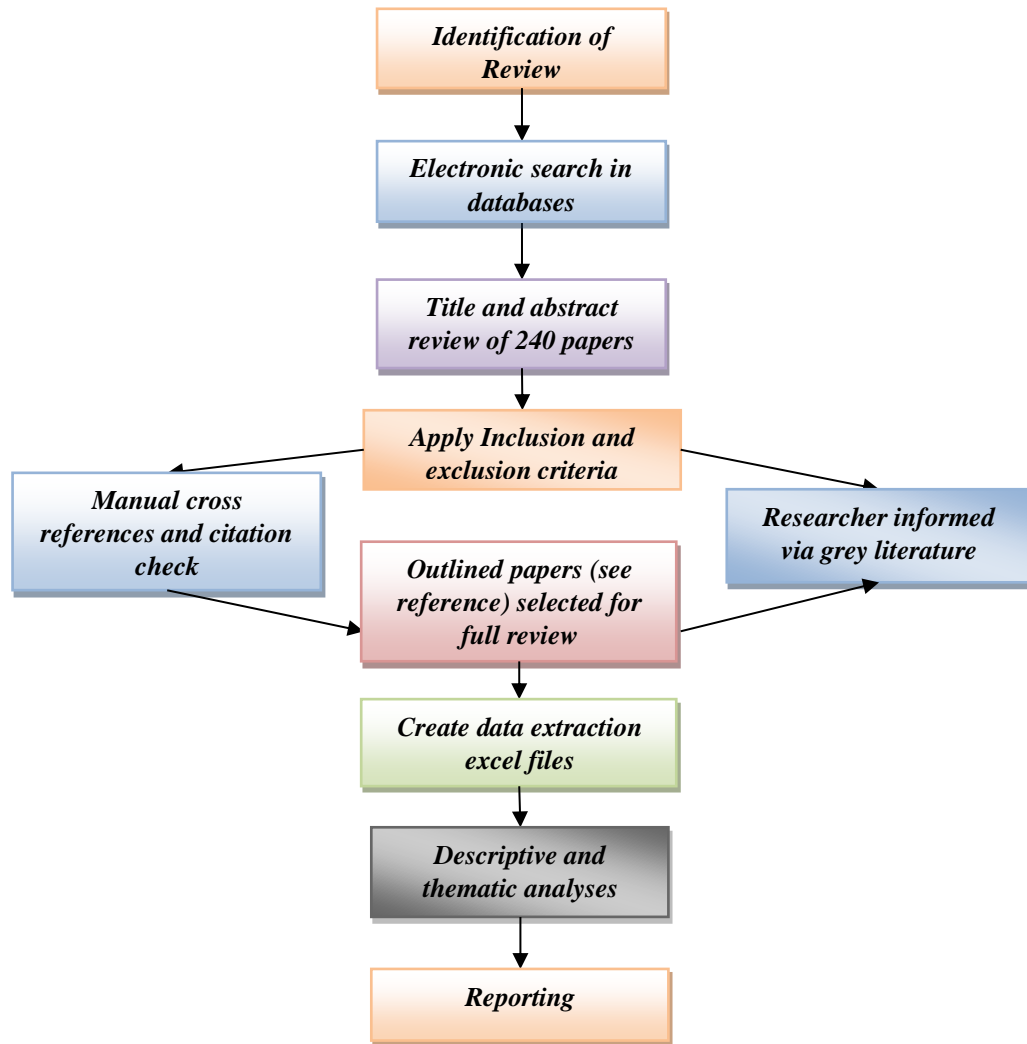 Identification of
Review
Electronic search in
databases
Title and abstract
review of 240 papers
Apply Inclusion and
exclusion criteria
Manual cross
references and citation
check
Researcher informed
via grey literature
Outlined papers (see
reference) selected for
full review
Create data extraction
excel files
Descriptive and
thematic analyses
Reporting